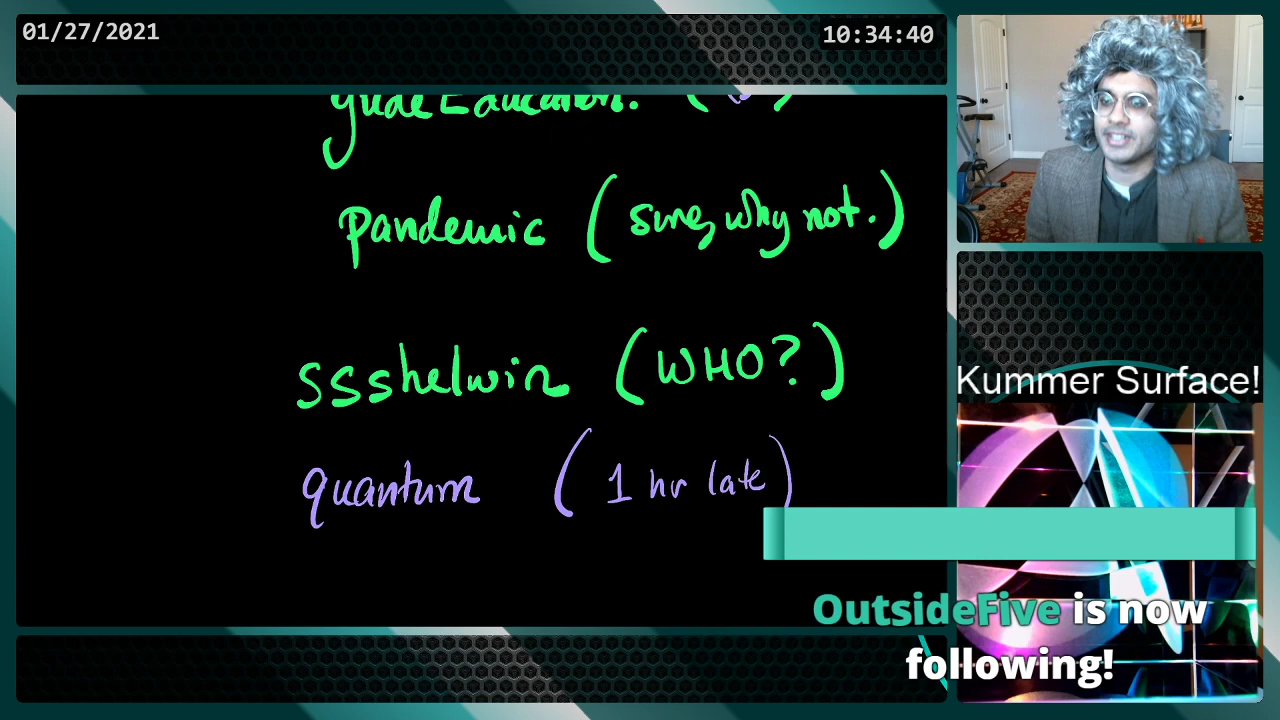 01/27/2021
10:34:40
Education.
pandemic (sure, why not.)
ssshelwin (WHO?)
quantum (1 hr late)
Kummer Surface!
OutsideFive is now
following!